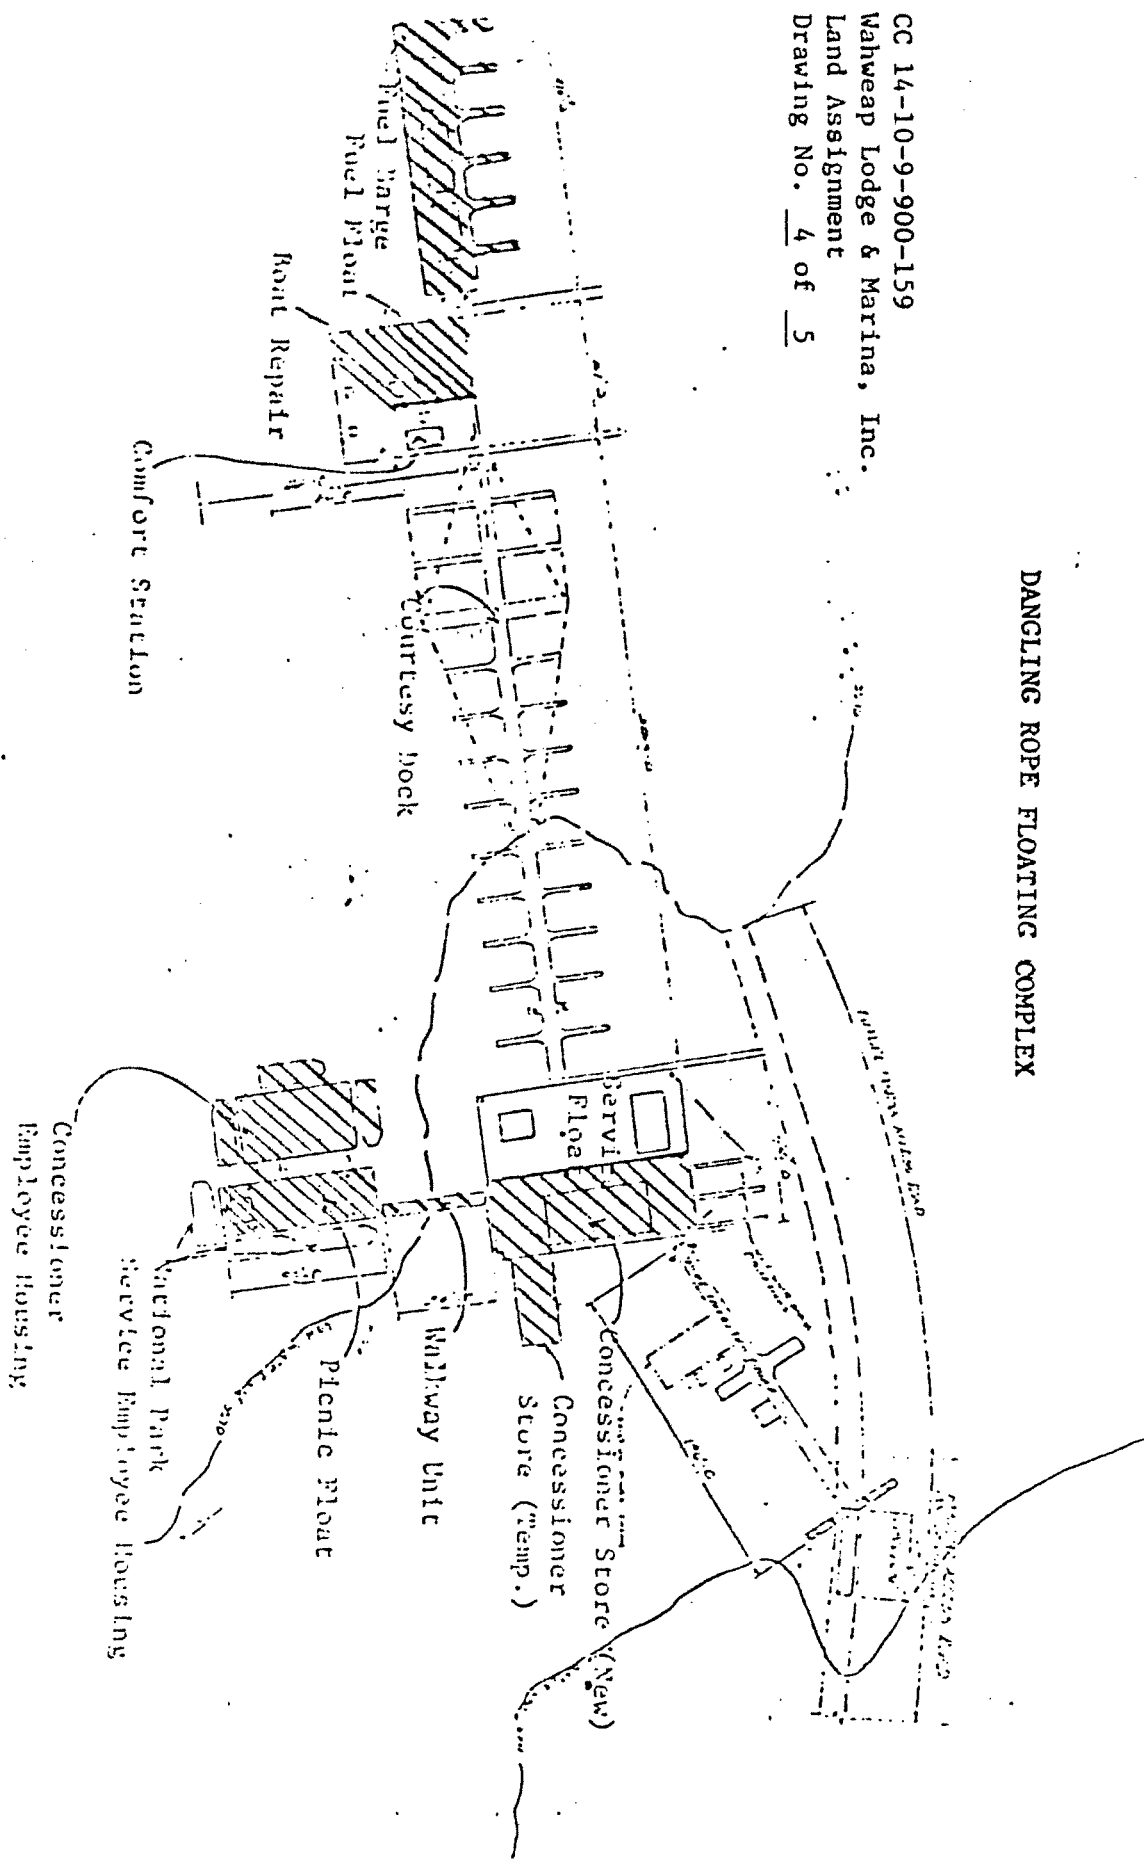 CC 14-10-9-900-159
Wahweap Lodge & Marina, Inc.
Land Assignment
Drawing No. 4 of 5
DANGLING ROPE FLOATING COMPLEX
Fuel Barge
Fuel Float
Boat Repair
Comfort Station
Courtesy Dock
Servi
Floa
Concessioner Store (New)
Concessioner
Store (Temp.)
Walkway Unit
Picnic Float
National Park
Service Employee Housing
Concessioner
Employee Housing